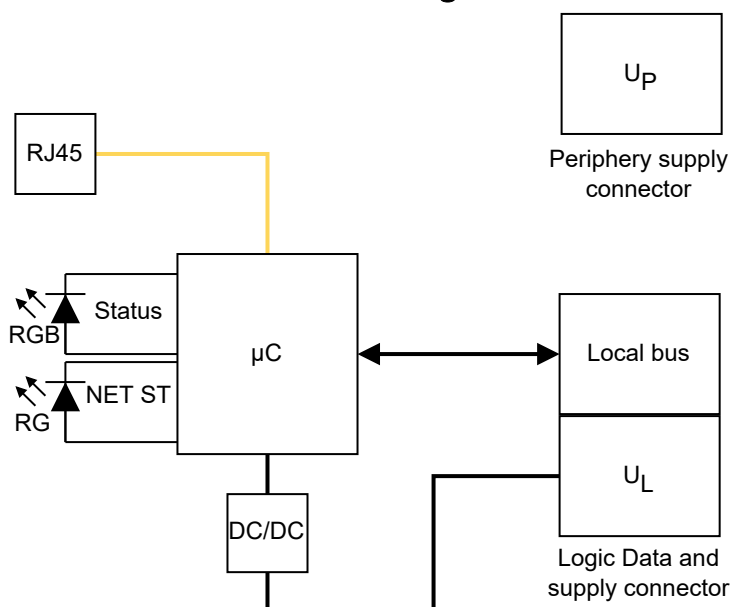 U_P
Periphery supply
connector
RJ45
Status
RGB
NET ST
RG
µC
Local bus
U_L
DC/DC
Logic Data and
supply connector